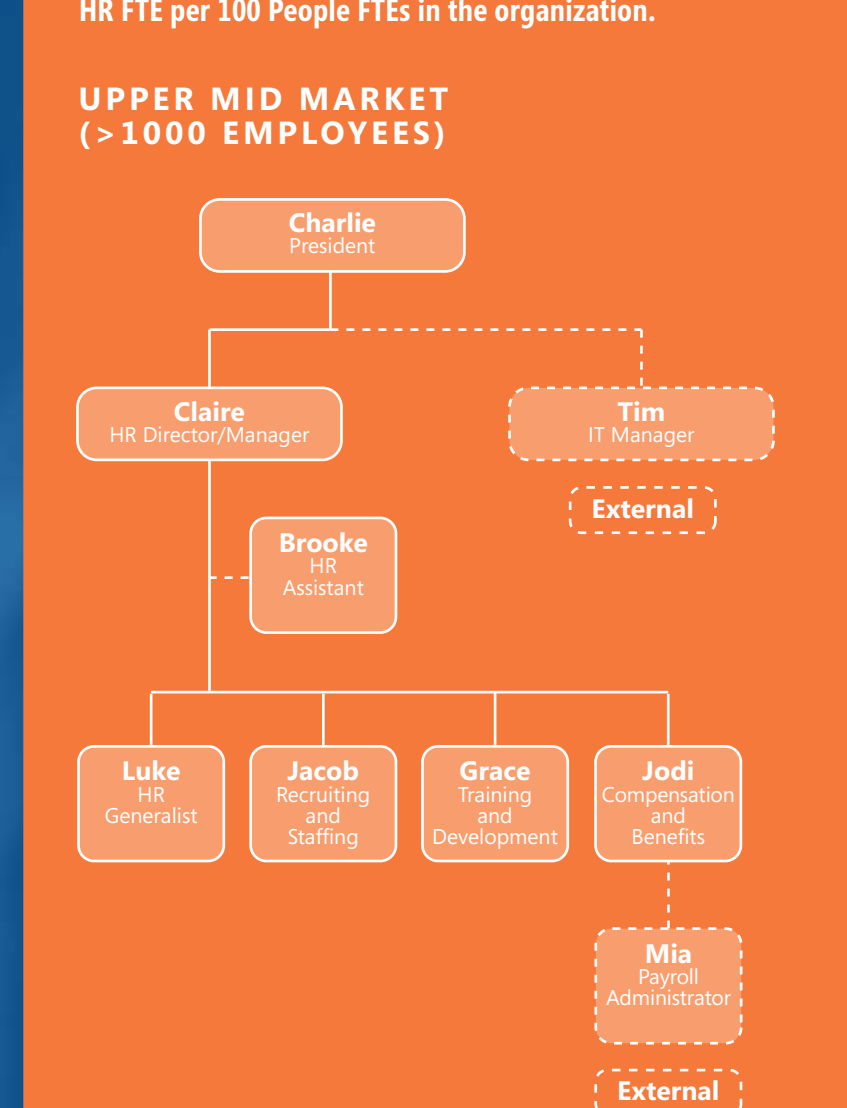 HR FTE per 100 People FTEs in the organization.
UPPER MID MARKET
(>1000 EMPLOYEES)
Charlie
President
Claire
HR Director/Manager
Tim
IT Manager
External
Brooke
HR
Assistant
Luke
HR
Generalist
Jacob
Recruiting
and
Staffing
Grace
Training
and
Development
Jodi
Compensation
and
Benefits
Mia
Payroll
Administrator
External